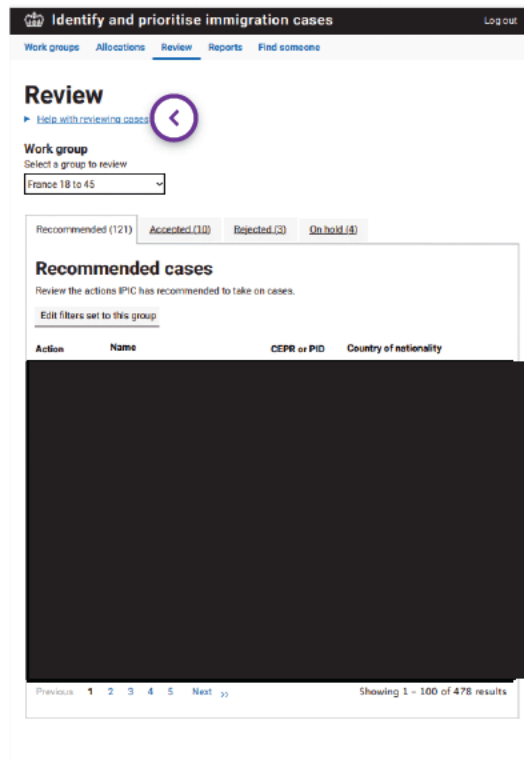 Identify and prioritise immigration cases Log out
Work groups Allocations Review Reports Find someone
Review
Help with reviewing cases
Work group
Select a group to review
France 18 to 45
Reccommended (121) Accepted (10) Rejected (3) On hold (4)
Recommended cases
Review the actions IPIC has recommended to take on cases.
Edit filters set to this group
Action Name CEPR or PID Country of nationality
Previous 1 2 3 4 5 Next >>
Showing 1 – 100 of 478 results